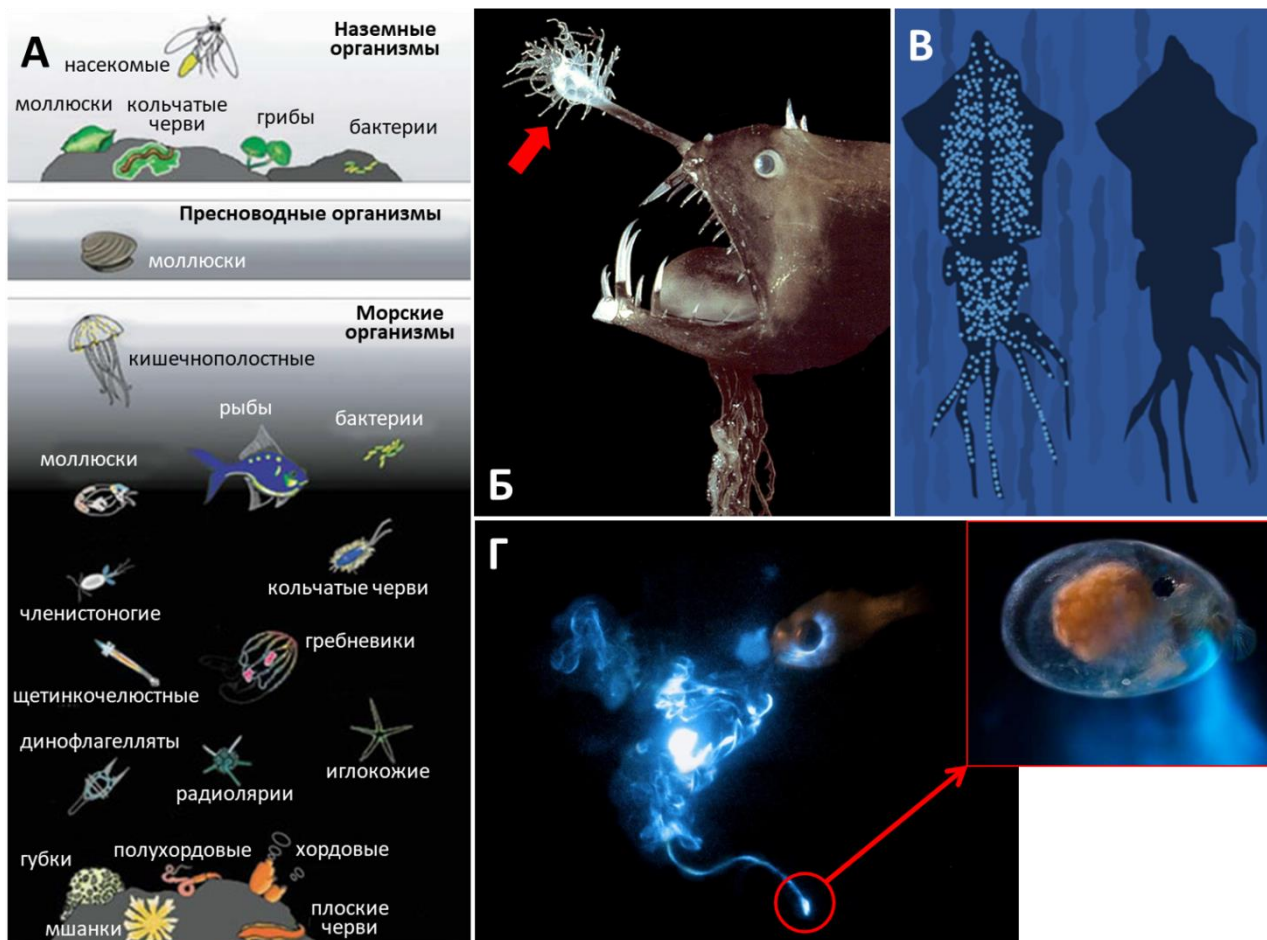 А
Наземные
организмы
насекомые
моллюски
кольчатые
черви
грибы
бактерии
Пресноводные организмы
моллюски
Морские
организмы
кишечнополостные
рыбы
бактерии
моллюски
кольчатые черви
членистоногие
гребневики
щетинкочелюстные
динофлагелляты
иглокожие
радиолярии
губки
полухордовые
хордовые
мшанки
плоские
черви
Б
В
Г